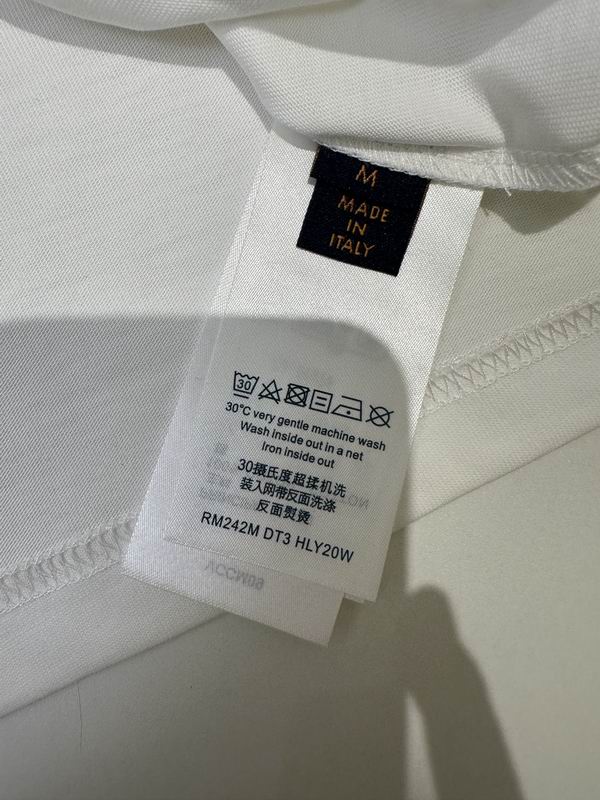 M
MADE
IN
ITALY
30
30°C very gentle machine wash
Wash inside out in a net
Iron inside out
30摄氏度超揉机洗
装入网带反面洗涤
反面熨烫
RM242M DT3 HLY20W
VCCM09